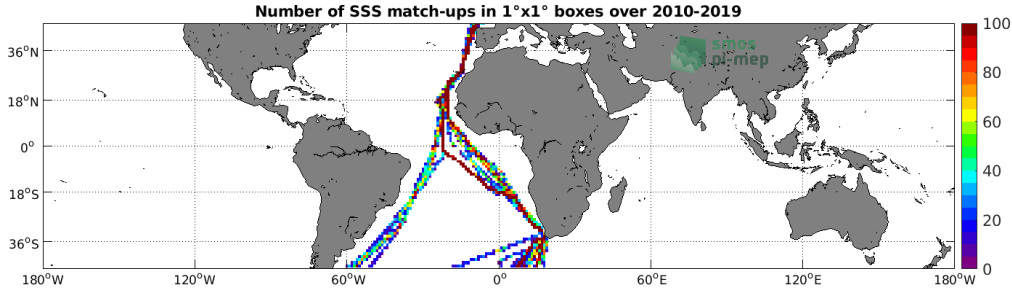 Number of SSS match-ups in 1°x1° boxes over 2010-2019
smos
pi-mep
36°N
18°N
0°
18°S
36°S
180°W
120°W
60°W
0°
60°E
120°E
180°W
100
80
60
40
20
0